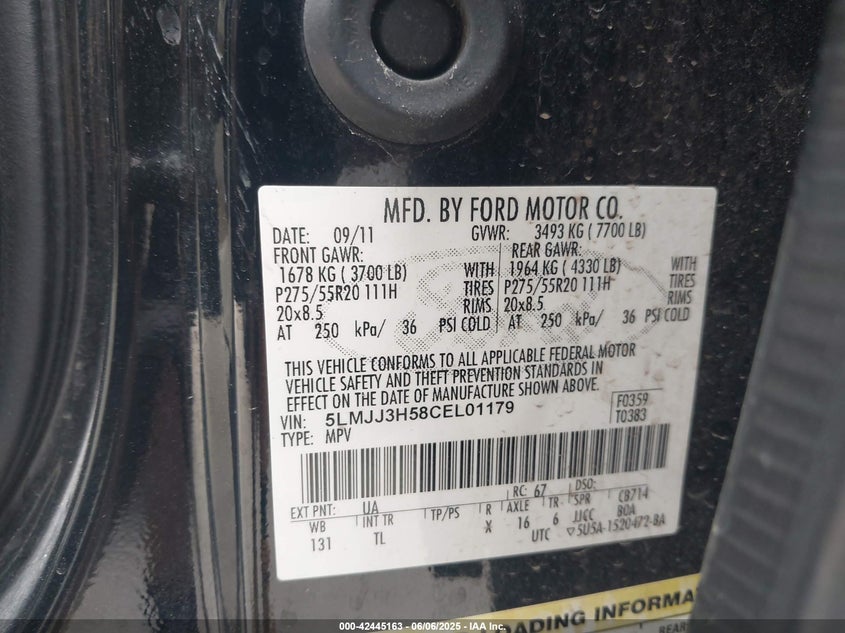 MFD. BY FORD MOTOR CO.
DATE: 09/11 GVWR: 3493 KG ( 7700 LB)
FRONT GAWR: REAR GAWR:
1678 KG ( 3700 LB) WITH 1964 KG ( 4330 LB) WITH
P275/55R20 111H TIRES P275/55R20 111H TIRES
20x8.5 RIMS 20x8.5 RIMS
AT 250 kPa/ 36 PSI COLD AT 250 kPa/ 36 PSI COLD
THIS VEHICLE CONFORMS TO ALL APPLICABLE FEDERAL MOTOR
VEHICLE SAFETY AND THEFT PREVENTION STANDARDS IN
EFFECT ON THE DATE OF MANUFACTURE SHOWN ABOVE.
VIN: 5LMJJ3H58CEL01179 F0359
TYPE: MPV T0383
EXT PNT: UA RC: 67 DSO:
WB INT TR TP/PS R AXLE TR SPR CB714
131 TL X 16 6 JJCC BOA
UTC ▽5U5A-1520472-BA
LOADING INFORMA
REAR
000-42445163 - 06/06/2025 - IAA Inc.